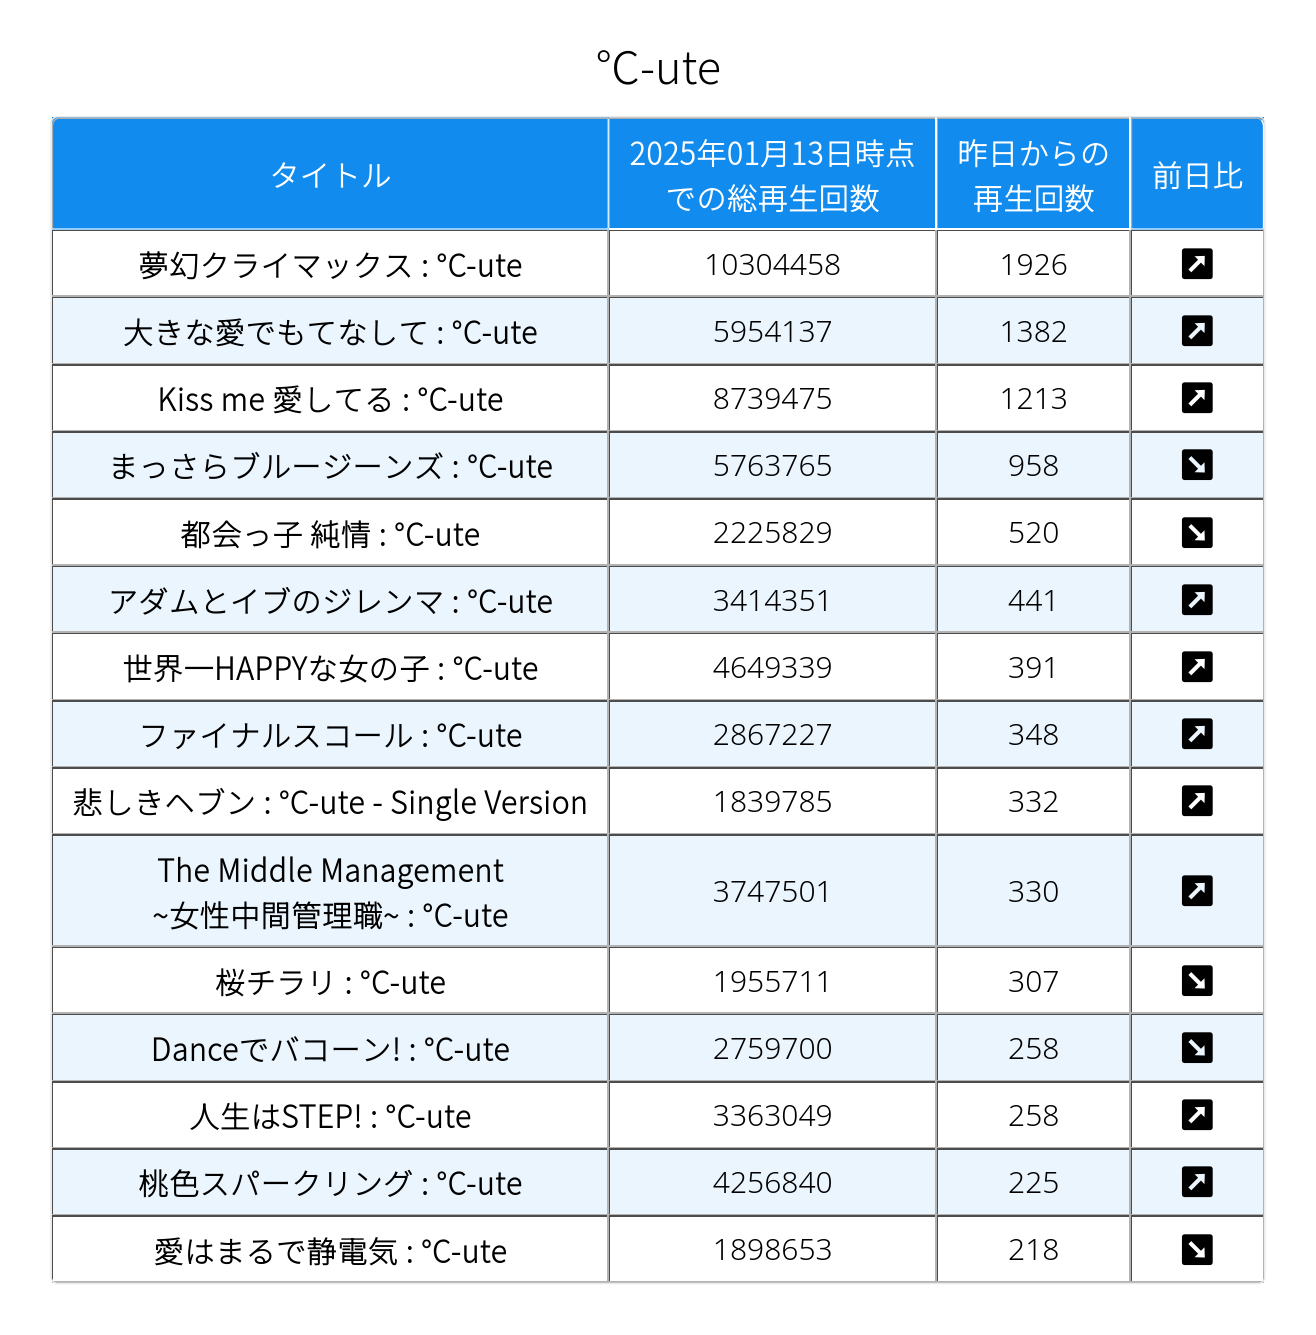 °C-ute
タイトル
2025年01月13日時点
での総再生回数
昨日からの
再生回数
前日比
夢幻クライマックス : °C-ute 10304458 1926
大きな愛でもてなして : °C-ute 5954137 1382
Kiss me 愛してる : °C-ute 8739475 1213
まっさらブルージーンズ : °C-ute 5763765 958
都会っ子 純情 : °C-ute 2225829 520
アダムとイブのジレンマ : °C-ute 3414351 441
世界一HAPPYな女の子 : °C-ute 4649339 391
ファイナルスコール : °C-ute 2867227 348
悲しきヘブン : °C-ute - Single Version 1839785 332
The Middle Management
~女性中間管理職~ : °C-ute 3747501 330
桜チラリ : °C-ute 1955711 307
Danceでバコーン! : °C-ute 2759700 258
人生はSTEP! : °C-ute 3363049 258
桃色スパークリング : °C-ute 4256840 225
愛はまるで静電気 : °C-ute 1898653 218